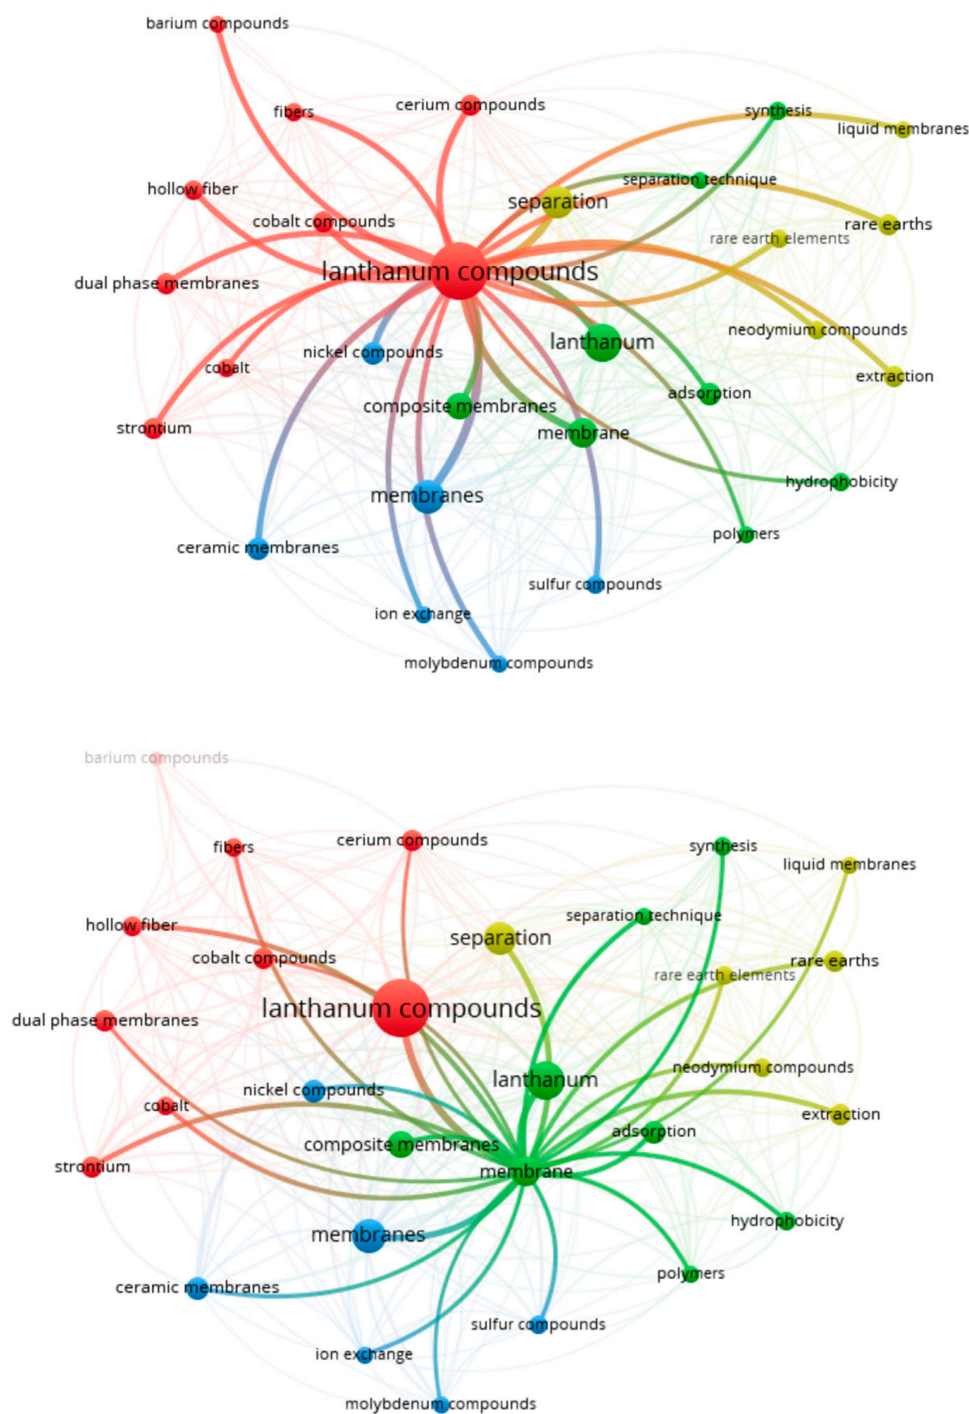 barium compounds
fibers
cerium compounds
synthesis
liquid membranes
hollow fiber
separation technique
separation
cobalt compounds
rare earths
rare earth elements
lanthanum compounds
dual phase membranes
neodymium compounds
lanthanum
nickel compounds
cobalt
extraction
adsorption
composite membranes
strontium
membrane
hydrophobicity
membranes
polymers
ceramic membranes
sulfur compounds
ion exchange
molybdenum compounds
barium compounds
cerium compounds
fibers
synthesis
liquid membranes
separation technique
hollow fiber
separation
cobalt compounds
rare earths
rare earth elements
lanthanum compounds
dual phase membranes
neodymium compounds
lanthanum
nickel compounds
cobalt
extraction
adsorption
composite membranes
strontium
membrane
hydrophobicity
membranes
polymers
ceramic membranes
sulfur compounds
ion exchange
molybdenum compounds